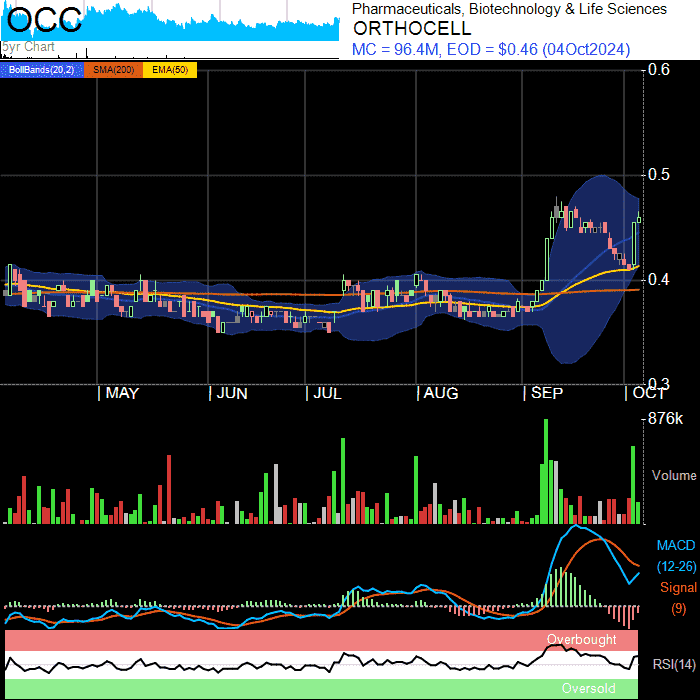 OCC
5yr Chart
Pharmaceuticals, Biotechnology & Life Sciences
ORTHOCELL
MC = 96.4M, EOD = $0.46 (04Oct2024)
BollBands(20,2) SMA(200) EMA(50)
0.6
0.5
0.4
0.3
MAY JUN JUL AUG SEP OCT
876k
Volume
MACD
(12-26)
Signal
(9)
Overbought
RSI(14)
Oversold